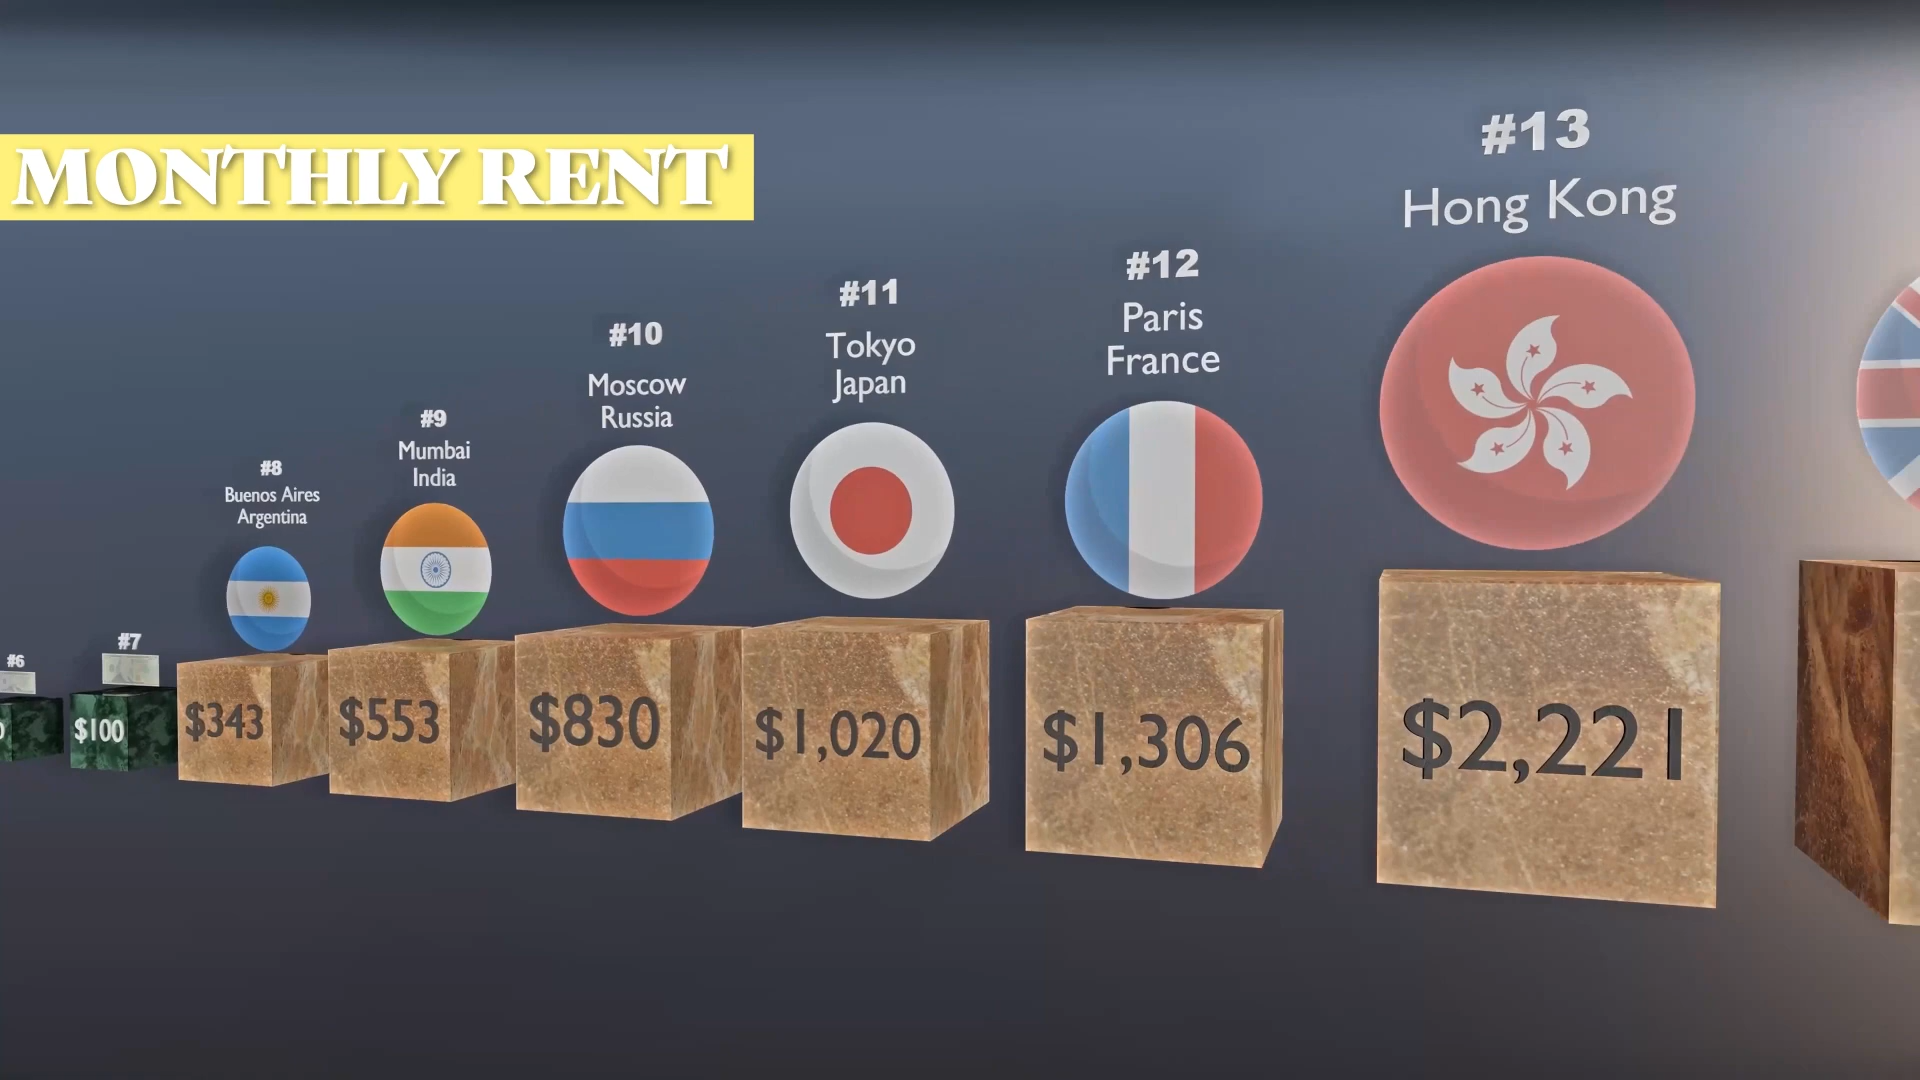 MONTHLY RENT
#6
#7
$100
#8
Buenos Aires
Argentina
$343
#9
Mumbai
India
$553
#10
Moscow
Russia
$830
#11
Tokyo
Japan
$1,020
#12
Paris
France
$1,306
#13
Hong Kong
$2,221